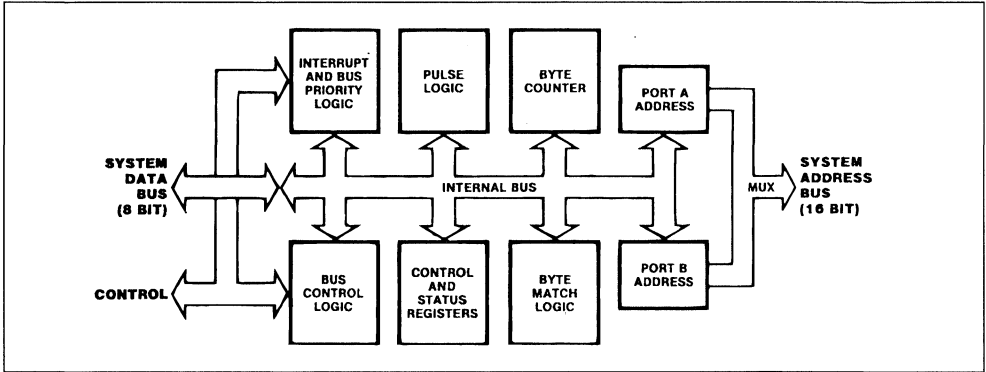 INTERRUPT
AND BUS
PRIORITY
LOGIC
PULSE
LOGIC
BYTE
COUNTER
PORT A
ADDRESS
SYSTEM
DATA
BUS
(8 BIT)
INTERNAL BUS
MUX
SYSTEM
ADDRESS
BUS
(16 BIT)
CONTROL
BUS
CONTROL
LOGIC
CONTROL
AND
STATUS
REGISTERS
BYTE
MATCH
LOGIC
PORT B
ADDRESS